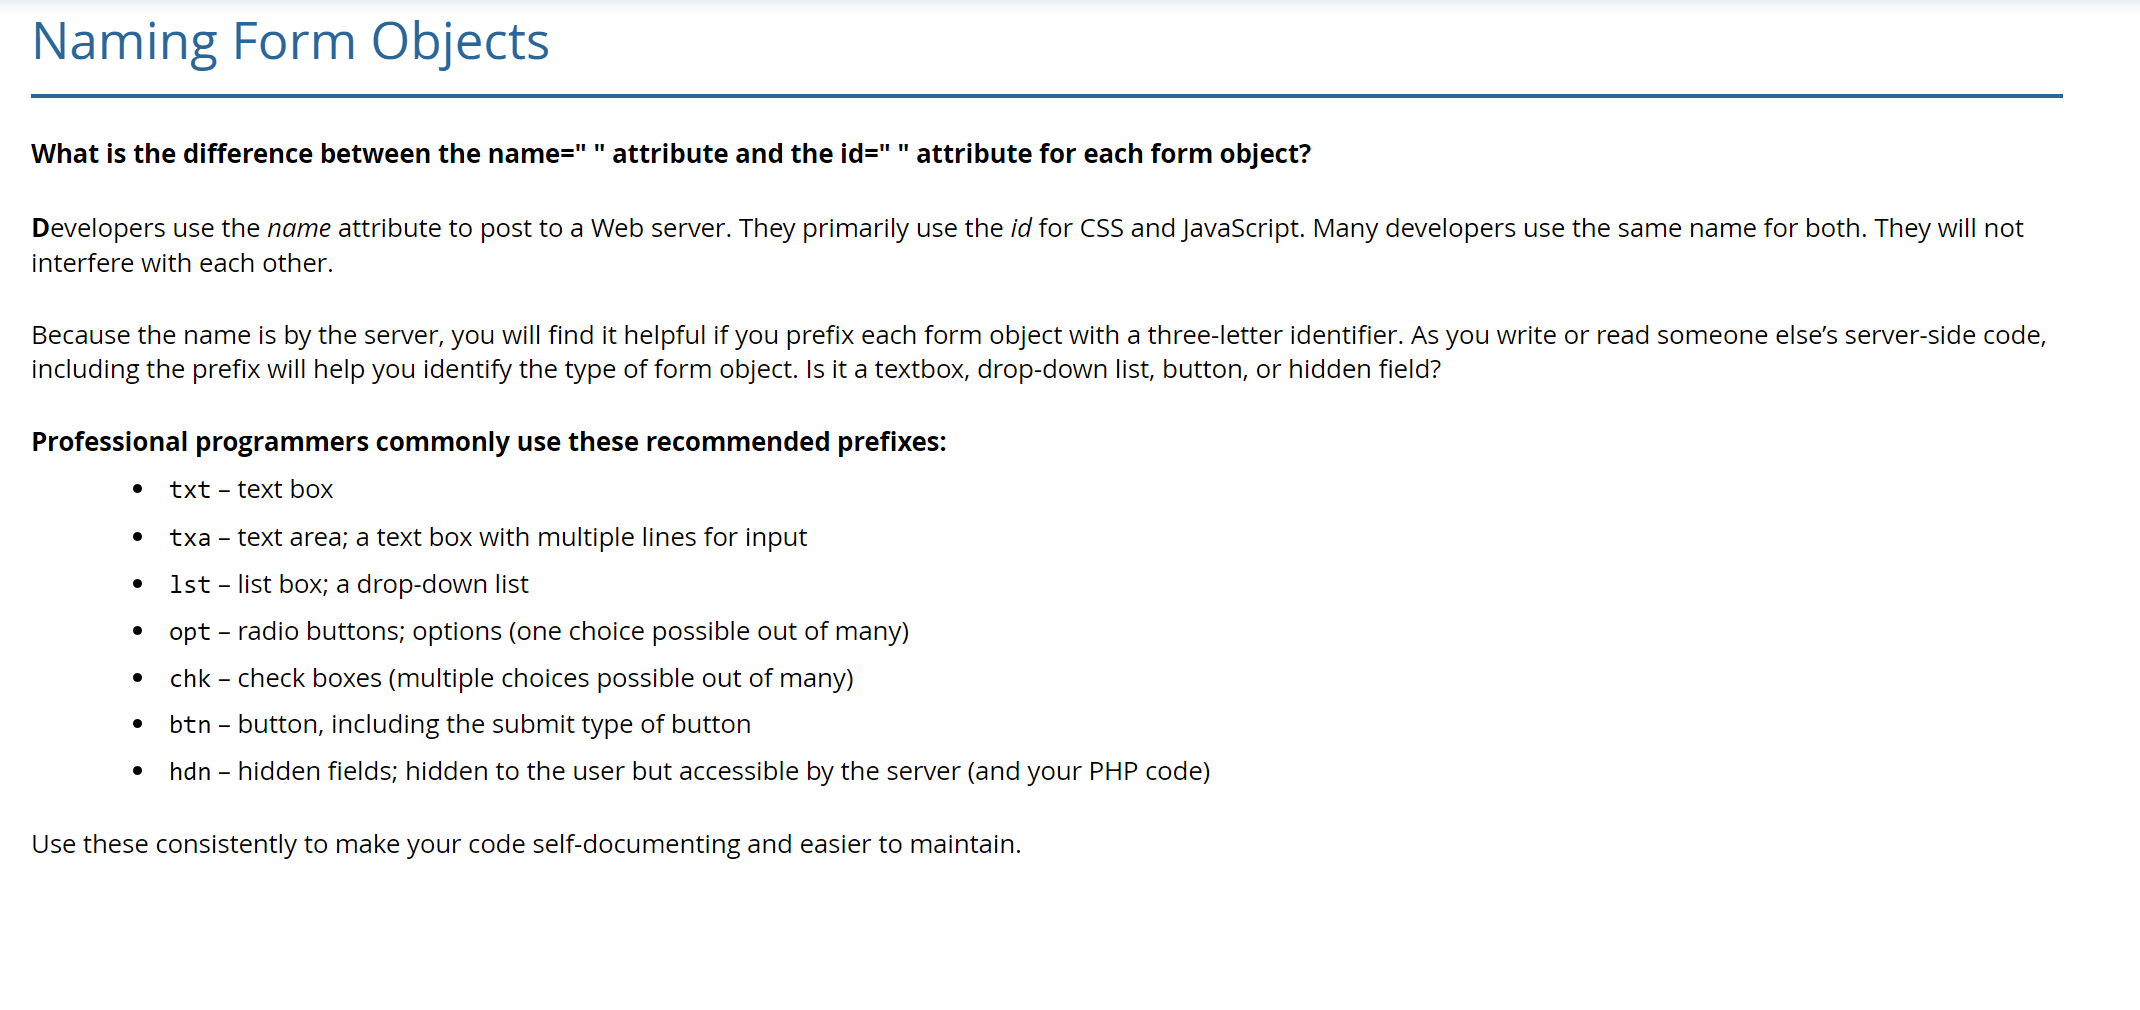 Naming Form Objects
What is the difference between the name=" " attribute and the id=" " attribute for each form object?
Developers use the name attribute to post to a Web server. They primarily use the id for CSS and JavaScript. Many developers use the same name for both. They will not
interfere with each other.
Because the name is by the server, you will find it helpful if you prefix each form object with a three-letter identifier. As you write or read someone else’s server-side code,
including the prefix will help you identify the type of form object. Is it a textbox, drop-down list, button, or hidden field?
Professional programmers commonly use these recommended prefixes:
• txt – text box
• txa – text area; a text box with multiple lines for input
• lst – list box; a drop-down list
• opt – radio buttons; options (one choice possible out of many)
• chk – check boxes (multiple choices possible out of many)
• btn – button, including the submit type of button
• hdn – hidden fields; hidden to the user but accessible by the server (and your PHP code)
Use these consistently to make your code self-documenting and easier to maintain.